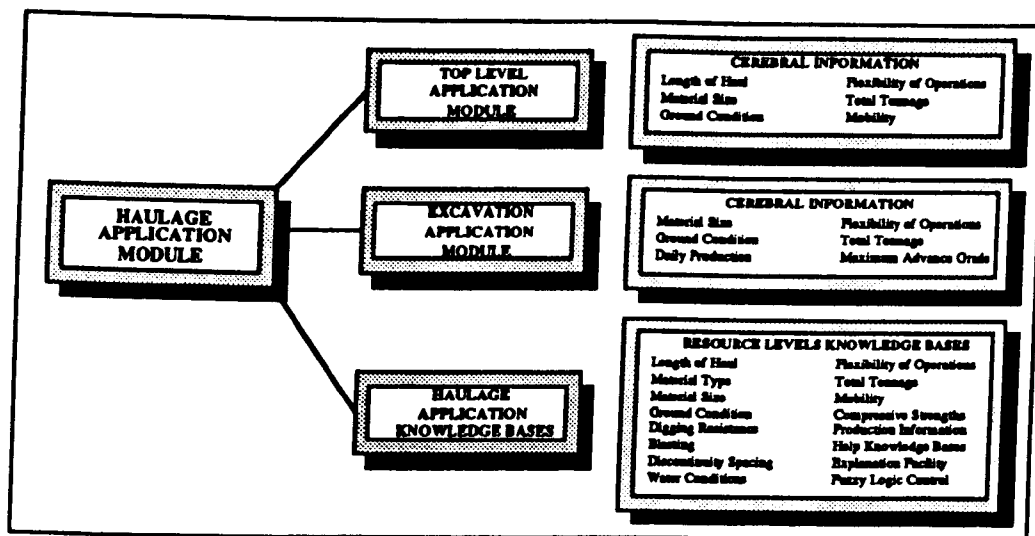 HAULAGE
APPLICATION
MODULE
TOP LEVEL
APPLICATION
MODULE
CEREBRAL INFORMATION
Length of Haul Flexibility of Operations
Material Size Total Tonnage
Ground Condition Mobility
EXCAVATION
APPLICATION
MODULE
CEREBRAL INFORMATION
Material Size Flexibility of Operations
Ground Condition Total Tonnage
Daily Production Maximum Advance Grade
HAULAGE
APPLICATION
KNOWLEDGE BASES
RESOURCE LEVELS KNOWLEDGE BASES
Length of Haul Flexibility of Operations
Material Type Total Tonnage
Material Size Mobility
Ground Condition Compressive Strengths
Digging Resistance Production Information
Blasting Help Knowledge Bases
Discontinuity Spacing Explanation Facility
Water Conditions Fuzzy Logic Control